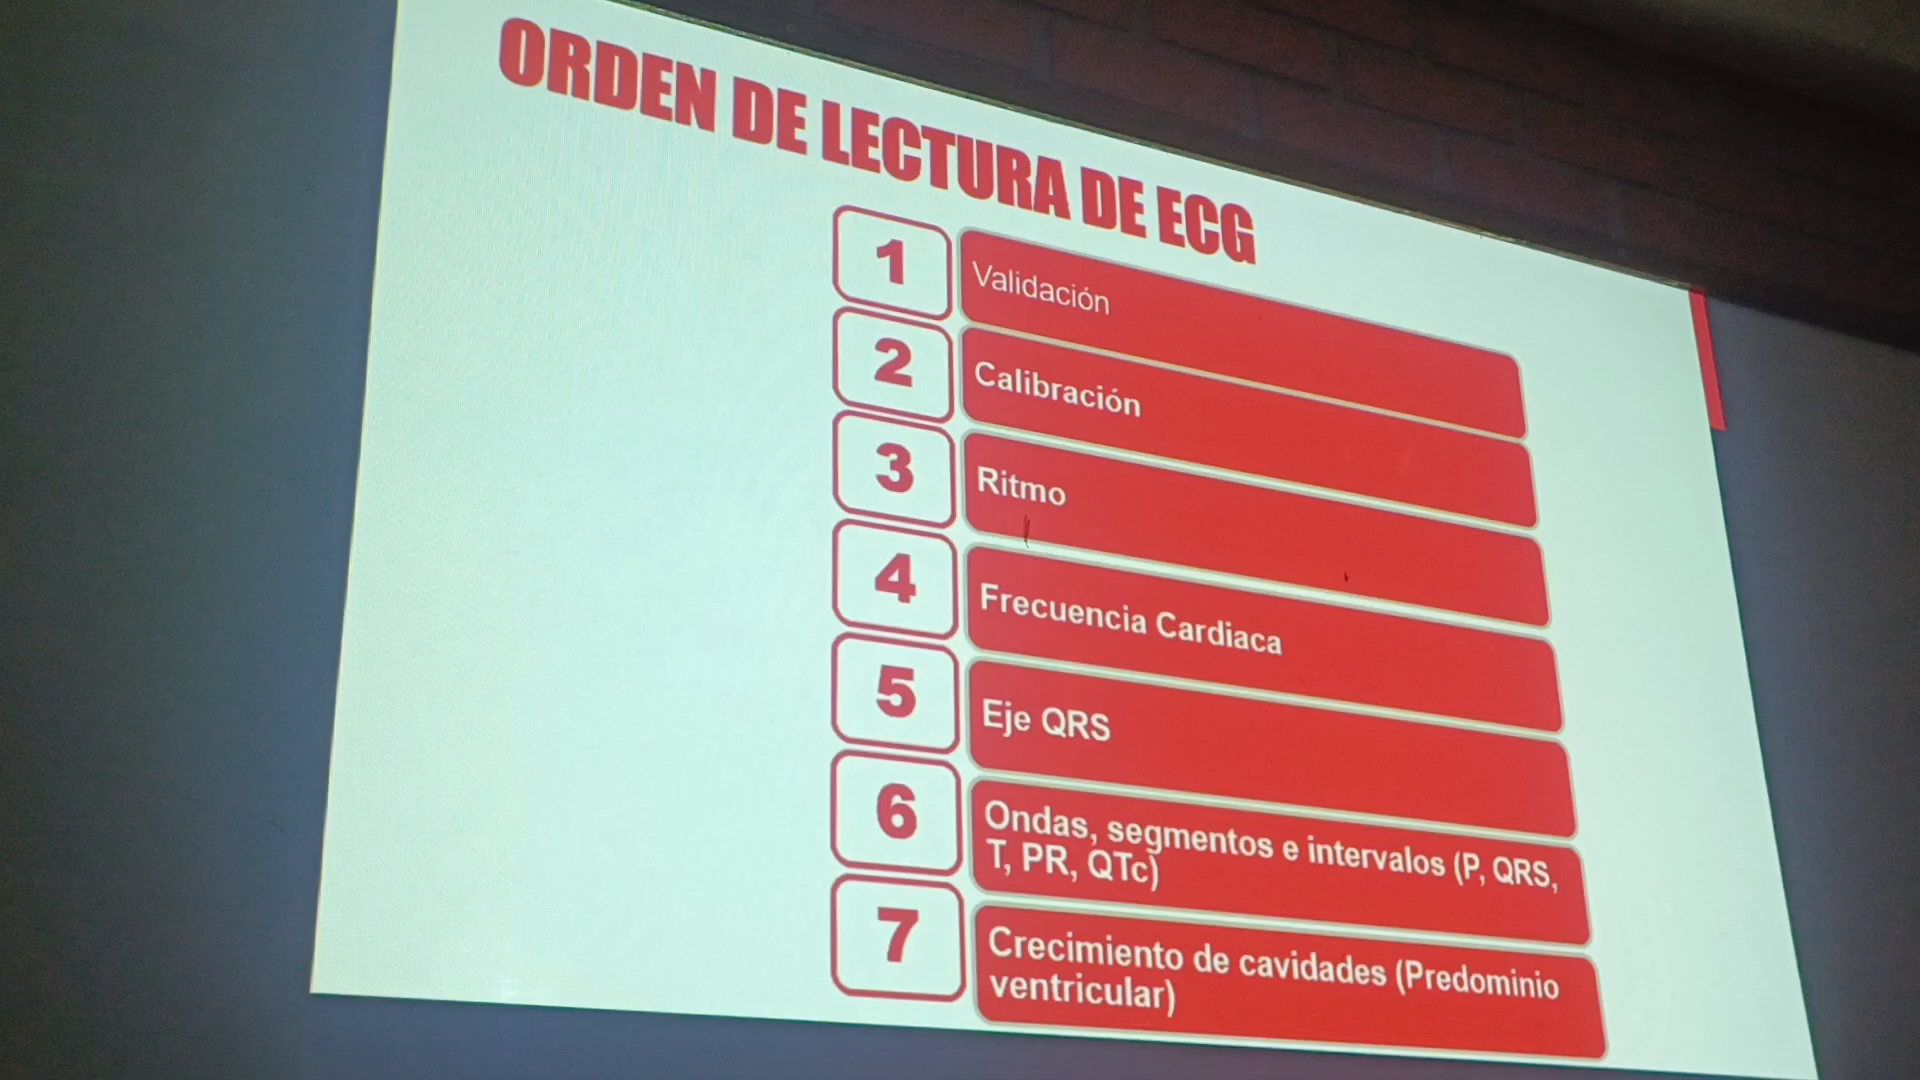 ORDEN DE LECTURA DE ECG
1
Validación
2
Calibración
3
Ritmo
4
Frecuencia Cardiaca
5
Eje QRS
6
Ondas, segmentos e intervalos (P, QRS,
T, PR, QTc)
7
Crecimiento de cavidades (Predominio
ventricular)